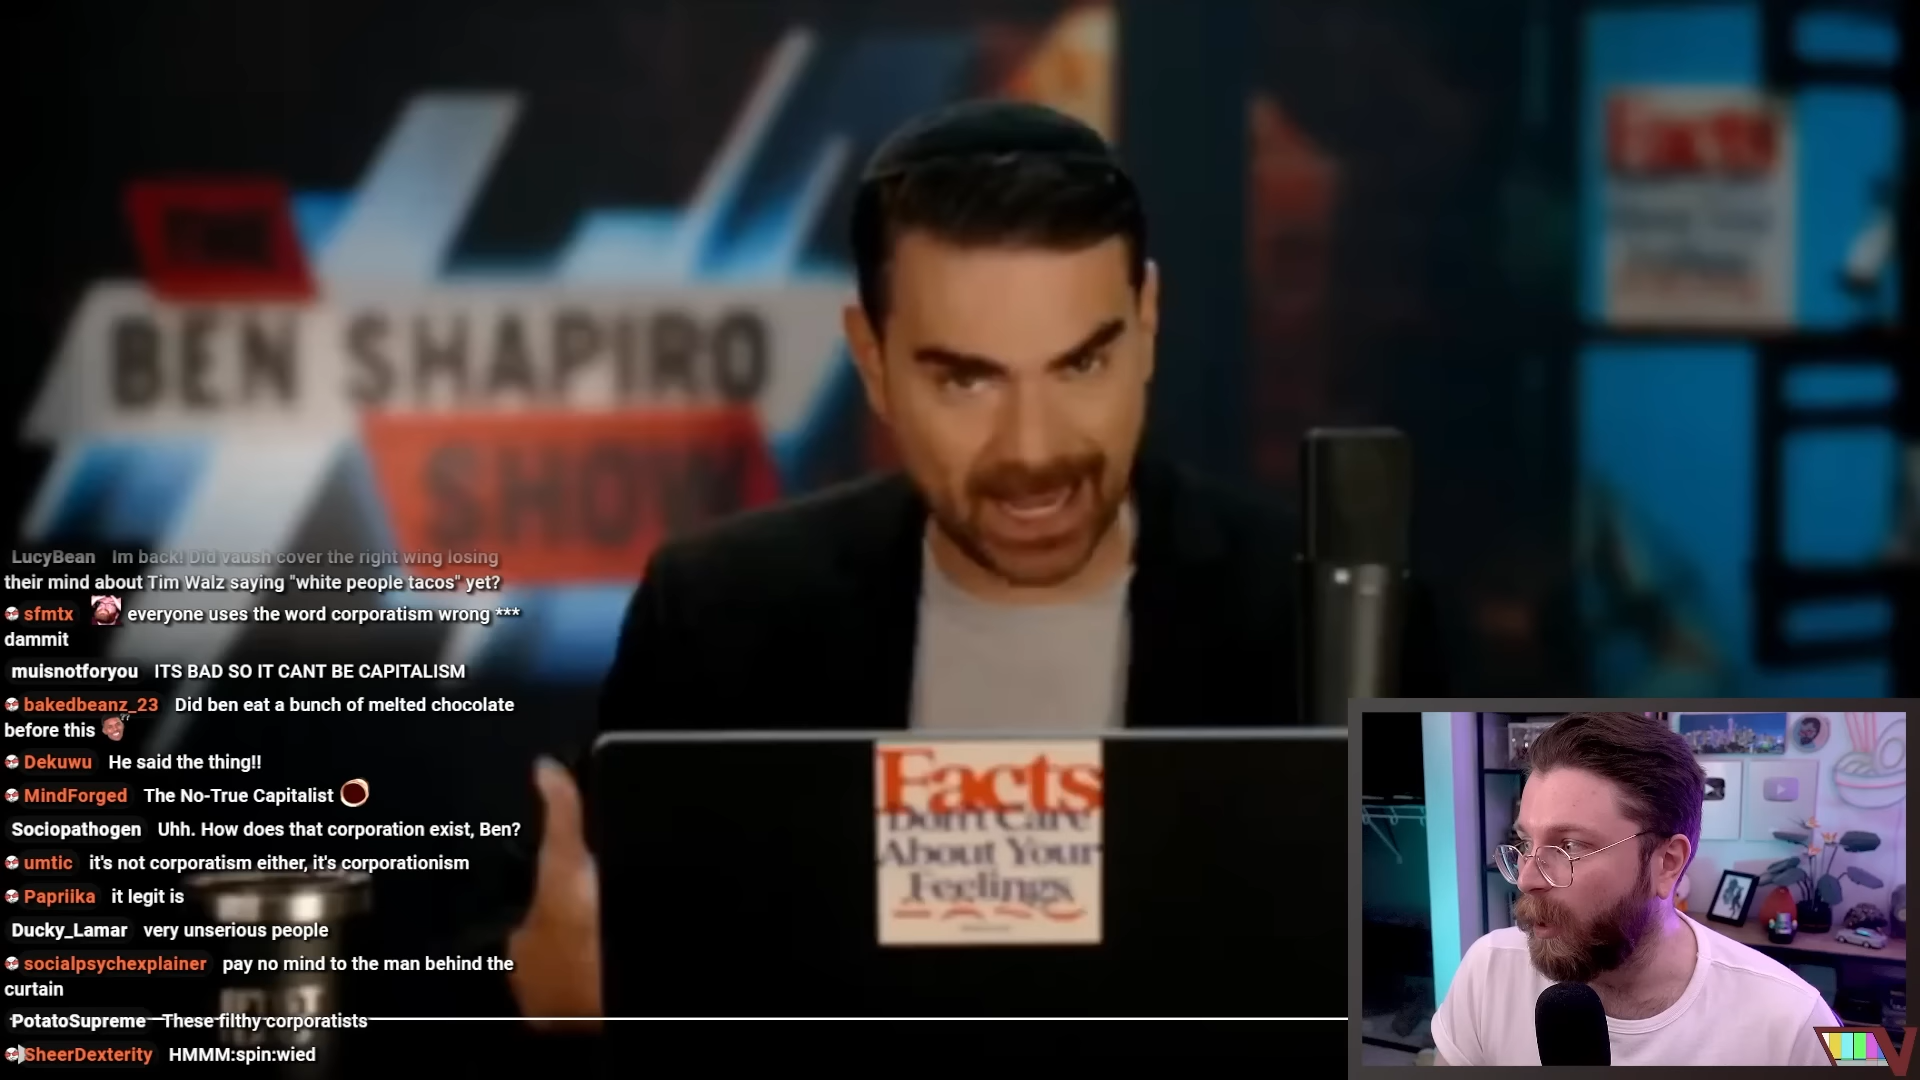 THE
BEN SHAPIRO
SHOW
Facts
LucyBean Im back! Did vaush cover the right wing losing
their mind about Tim Walz saying "white people tacos" yet?
sfmtx everyone uses the word corporatism wrong ***
dammit
muisnotforyou ITS BAD SO IT CANT BE CAPITALISM
bakedbeanz_23 Did ben eat a bunch of melted chocolate
before this
Dekuwu He said the thing!!
MindForged The No-True Capitalist
Sociopathogen Uhh. How does that corporation exist, Ben?
umtic it's not corporatism either, it's corporationism
Papriika it legit is
Ducky_Lamar very unserious people
socialpsychexplainer pay no mind to the man behind the
curtain
PotatoSupreme These filthy corporatists
SheerDexterity HMMM:spin:wied
Facts
Don't Care
About Your
Feelings
V